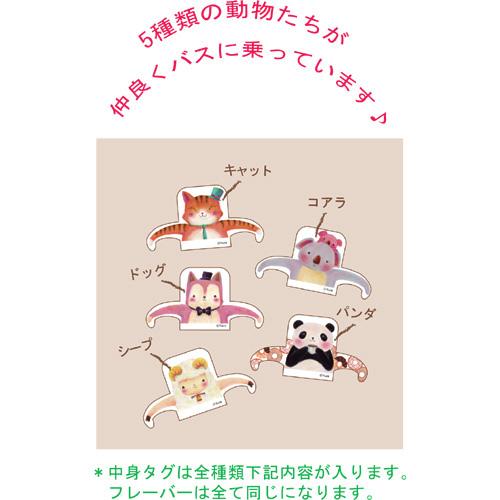 5種類の動物たちが
仲良くバスに乗っています♪
キャット
コアラ
ドッグ
パンダ
シープ
*中身タグは全種類下記内容が入ります。
フレーバーは全て同じになります。